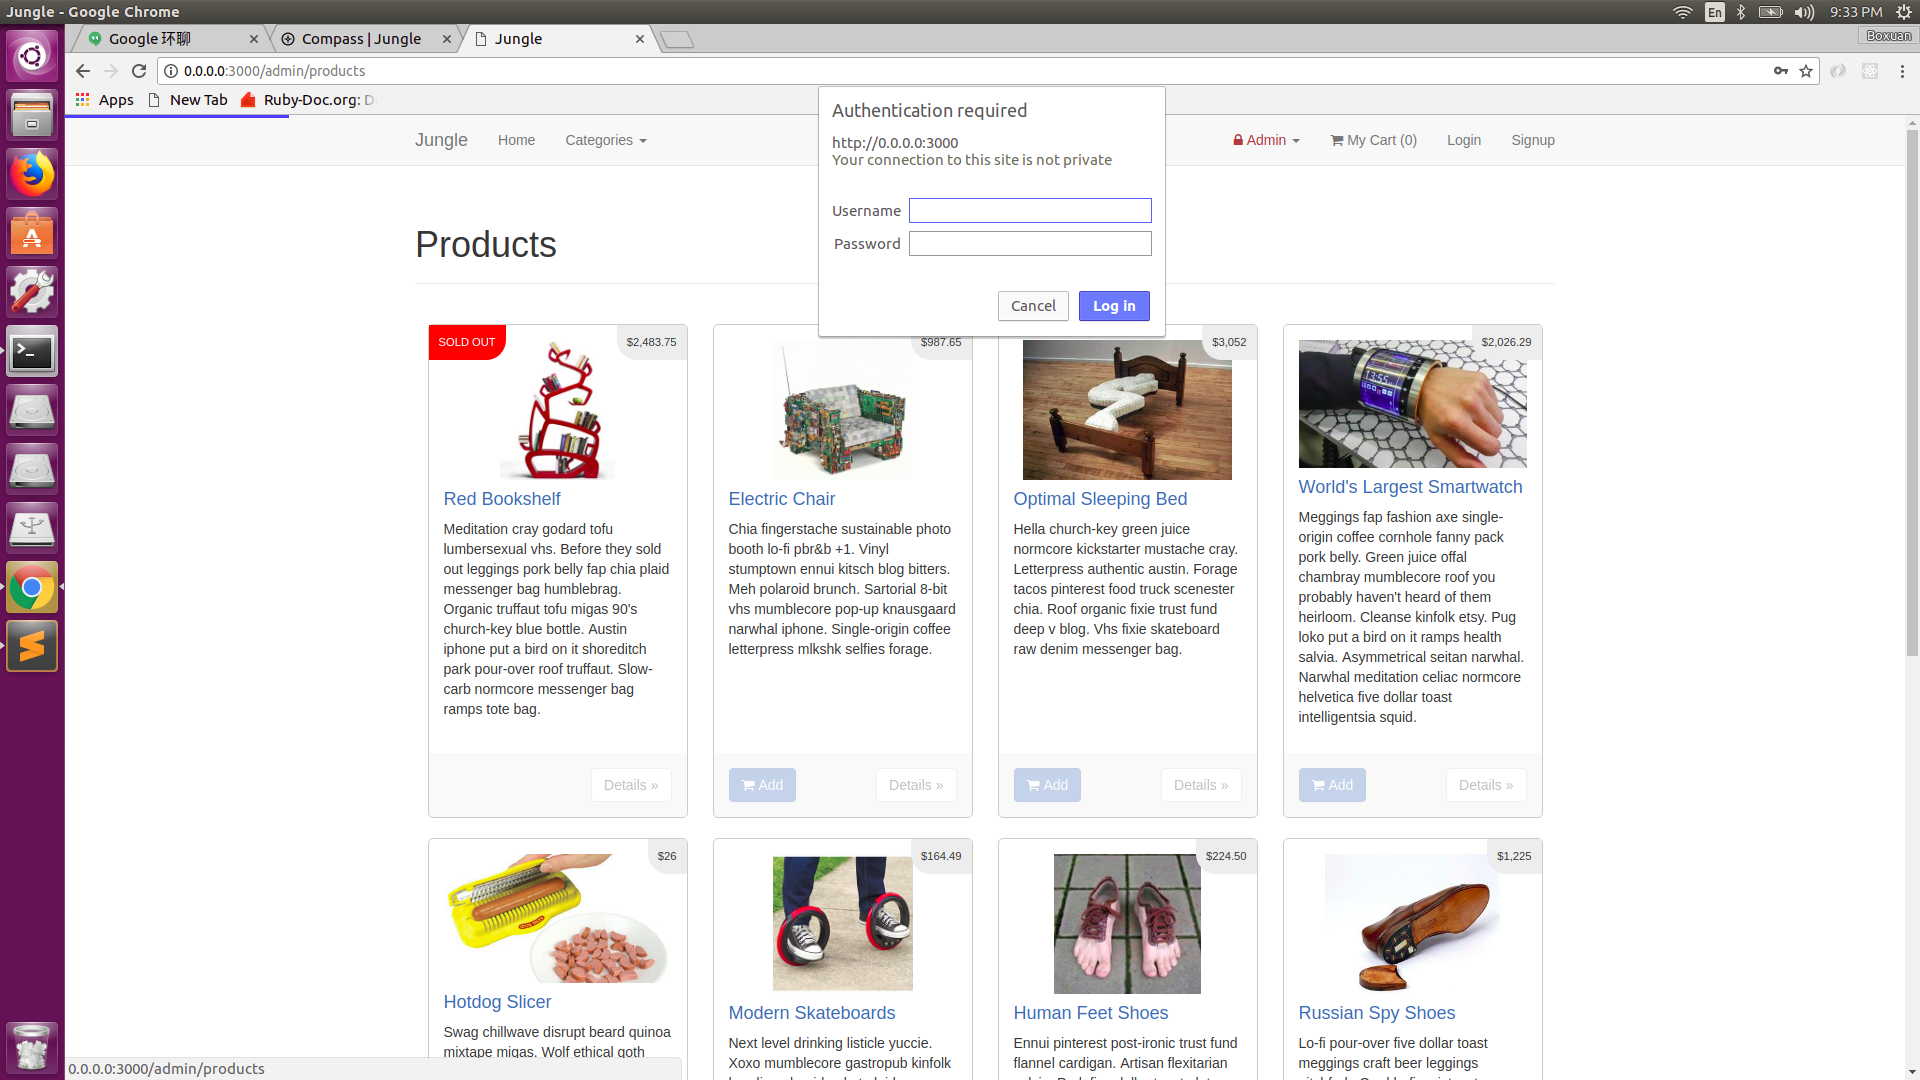 Jungle - Google Chrome
En
9:33 PM
Google 环聊
Compass | Jungle
Jungle
Boxuan
0.0.0.0:3000/admin/products
Apps
New Tab
Ruby-Doc.org: D
Authentication required
http://0.0.0.0:3000
Your connection to this site is not private
Username
Password
Cancel
Log in
Jungle
Home
Categories
Admin
My Cart (0)
Login
Signup
Products
SOLD OUT
$2,483.75
Red Bookshelf
Meditation cray godard tofu
lumbersexual vhs. Before they sold
out leggings pork belly fap chia plaid
messenger bag humblebrag.
Organic truffaut tofu migas 90's
church-key blue bottle. Austin
iphone put a bird on it shoreditch
park pour-over roof truffaut. Slow-
carb normcore messenger bag
ramps tote bag.
Details »
$987.65
Electric Chair
Chia fingerstache sustainable photo
booth lo-fi pbr&b +1. Vinyl
stumptown ennui kitsch blog bitters.
Meh polaroid brunch. Sartorial 8-bit
vhs mumblecore pop-up knausgaard
narwhal iphone. Single-origin coffee
letterpress mlkshk selfies forage.
Add
Details »
$3,052
Optimal Sleeping Bed
Hella church-key green juice
normcore kickstarter mustache cray.
Letterpress authentic austin. Forage
tacos pinterest food truck scenester
chia. Roof organic fixie trust fund
deep v blog. Vhs fixie skateboard
raw denim messenger bag.
Add
Details »
$2,026.29
13:55
World's Largest Smartwatch
Meggings fap fashion axe single-
origin coffee cornhole fanny pack
pork belly. Green juice offal
chambray mumblecore roof you
probably haven't heard of them
heirloom. Cleanse kinfolk etsy. Pug
loko put a bird on it ramps health
salvia. Asymmetrical seitan narwhal.
Narwhal meditation celiac normcore
helvetica five dollar toast
intelligentsia squid.
Add
Details »
$26
Hotdog Slicer
Swag chillwave disrupt beard quinoa
mixtape migas. Wolf ethical goth
$164.49
Modern Skateboards
Next level drinking listicle yuccie.
Xoxo mumblecore gastropub kinfolk
$224.50
Human Feet Shoes
Ennui pinterest post-ironic trust fund
flannel cardigan. Artisan flexitarian
$1,225
Russian Spy Shoes
Lo-fi pour-over five dollar toast
meggings craft beer leggings
0.0.0.0:3000/admin/products